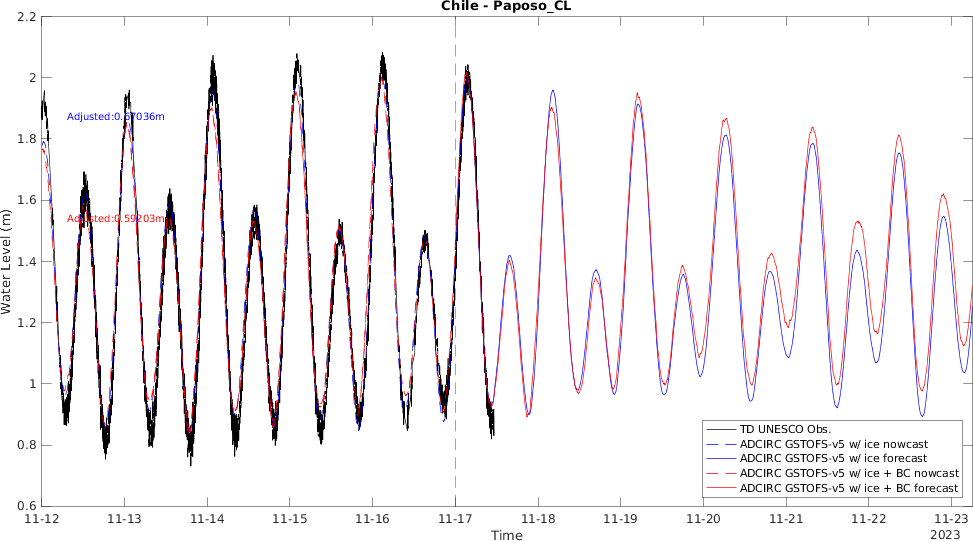 Chile - Paposo_CL
2.2
2
1.8
1.6
1.4
1.2
1
0.8
0.6
Water Level (m)
Adjusted:0.67036m
Adjusted:0.59203m
TD UNESCO Obs.
ADCIRC GSTOFS-v5 w/ ice nowcast
ADCIRC GSTOFS-v5 w/ ice forecast
ADCIRC GSTOFS-v5 w/ ice + BC nowcast
ADCIRC GSTOFS-v5 w/ ice + BC forecast
11-12 11-13 11-14 11-15 11-16 11-17 11-18 11-19 11-20 11-21 11-22 11-23
Time
2023